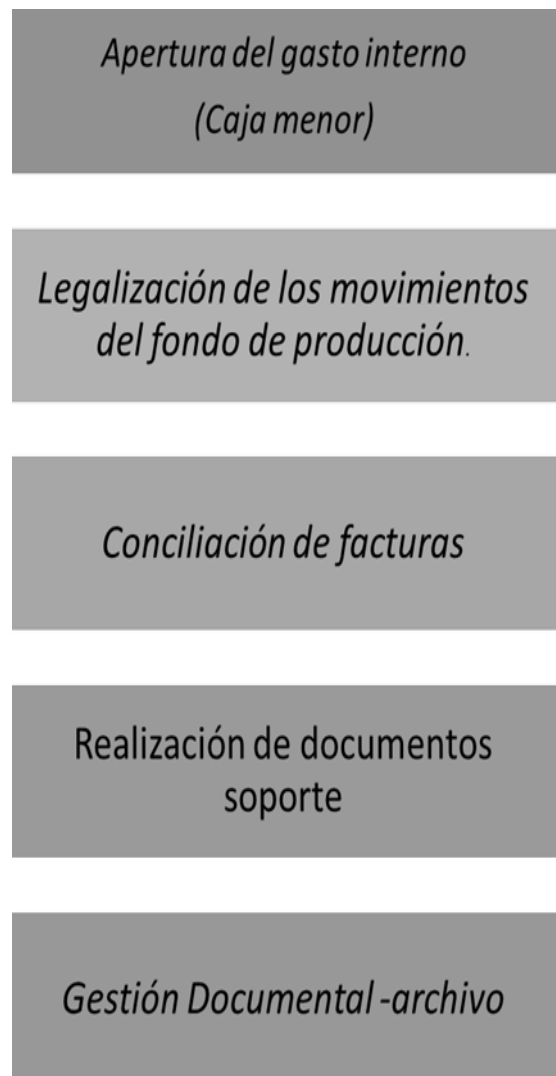 Apertura del gasto interno
(Caja menor)
Legalización de los movimientos
del fondo de producción.
Conciliación de facturas
Realización de documentos
soporte
Gestión Documental -archivo